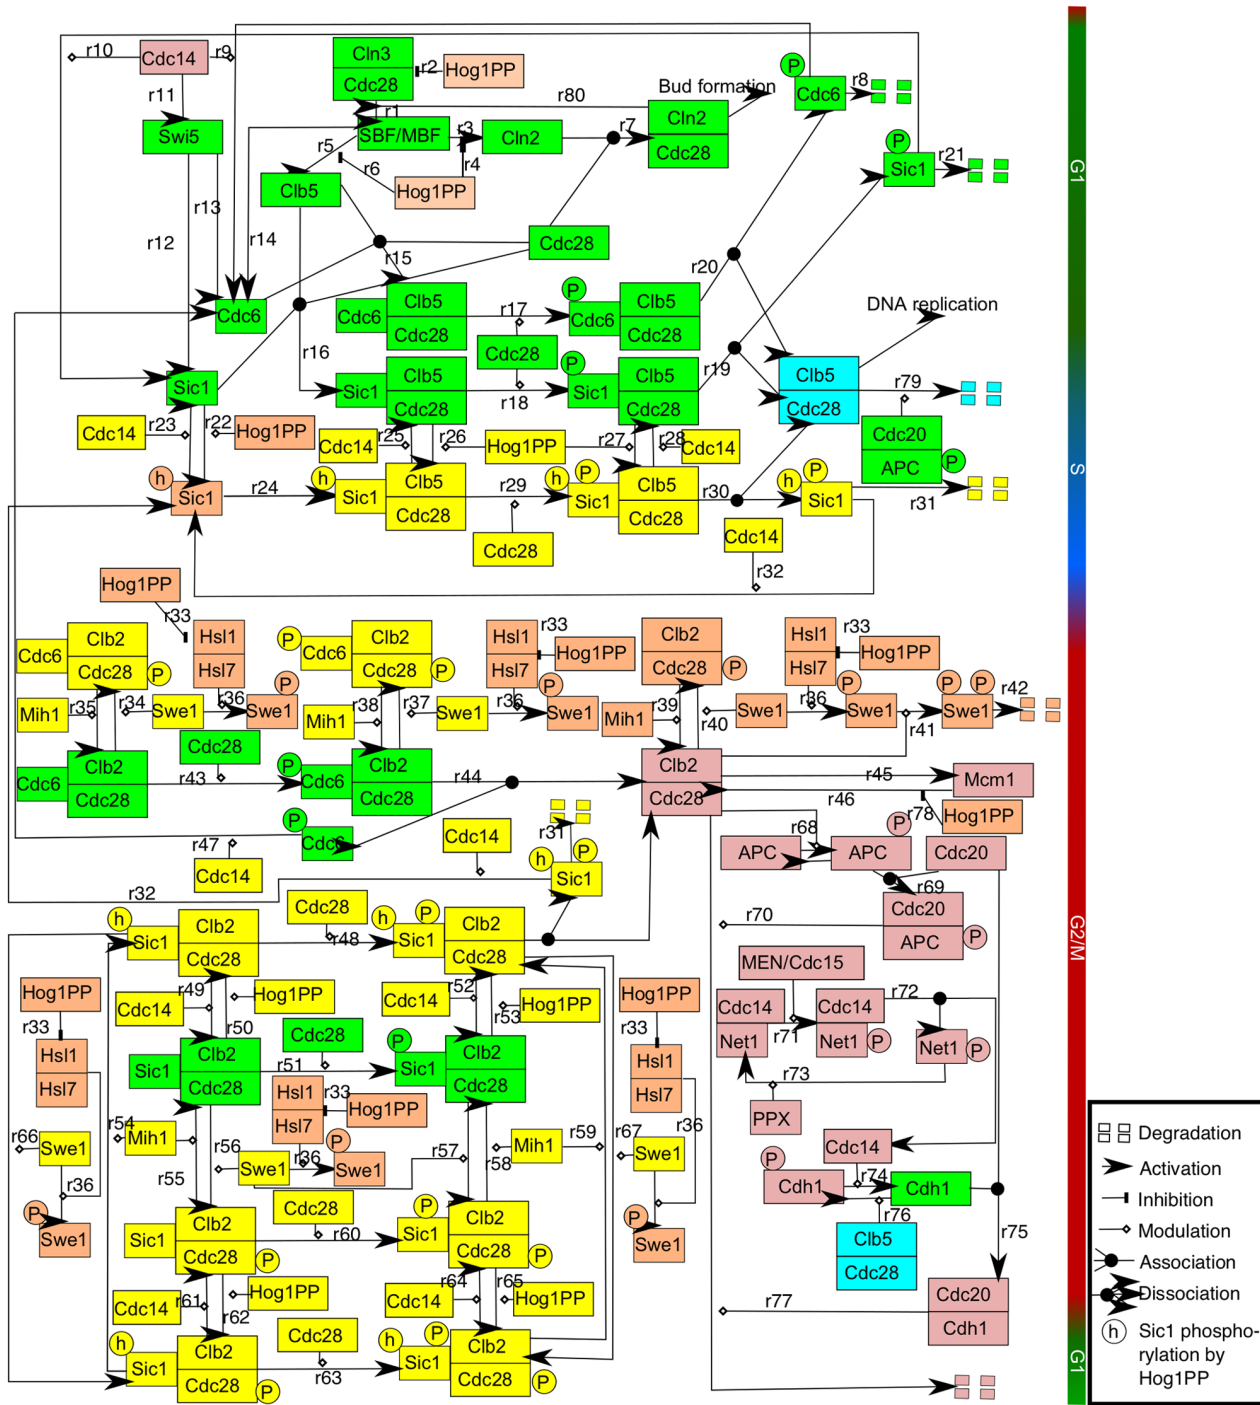 Cln3
r10
Cdc14
r9
r2
Hog1PP
P
Cdc28
r8
Bud formation
r11
r80
Cdc6
r1
Cln2
Swi5
SBF/MBF
r3
Cln2
r7
P
r5
r4
Cdc28
r21
r6
Sic1
Clb5
Hog1PP
G1
r13
r12
r14
Cdc28
r15
r20
P
Clb5
Clb5
DNA replication
Cdc6
r17
Cdc6
Cdc28
Cdc28
Cdc28
r16
P
r19
Sic1
Clb5
Clb5
Clb5
Sic1
Sic1
r79
Cdc28
r18
Cdc28
Cdc28
r23
r22
Cdc14
Hog1PP
Cdc14
r25
r26
Hog1PP
r27
r28
Cdc14
Cdc20
APC
P
h
h
h
P
h
P
S
Sic1
r24
Sic1
Clb5
r29
Sic1
Clb5
r30
Sic1
Cdc28
Cdc28
r31
Cdc14
Cdc28
r32
Hog1PP
r33
Clb2
Hsl1
P
Clb2
Hsl1
r33
Clb2
Hsl1
r33
Cdc6
Cdc6
Hog1PP
Hog1PP
Cdc28
P
Hsl7
Cdc28
P
Hsl7
Cdc28
P
Hsl7
P
P
P
P
P
r42
Mih1
r35
r34
Swe1
r36
Swe1
Mih1
r38
r37
Swe1
r36
Swe1
Mih1
r39
r40
Swe1
r36
Swe1
Swe1
r41
Cdc28
Clb2
P
Clb2
Clb2
r45
Mcm1
Cdc6
r43
Cdc6
r44
Cdc28
Cdc28
Cdc28
r46
r78
Hog1PP
P
P
r68
Cdc6
r31
r47
Cdc14
APC
APC
Cdc20
h
P
Cdc14
Sic1
r69
r32
Cdc28
Cdc20
h
h
P
r70
G2/M
Clb2
Clb2
APC
P
Sic1
r48
Sic1
Cdc28
Cdc28
MEN/Cdc15
Hog1PP
r49
Hog1PP
r52
Hog1PP
Cdc14
Cdc14
r72
Cdc14
Cdc14
r53
r33
r50
Cdc28
P
r33
r71
Hsl1
Clb2
r51
Clb2
Hsl1
Net1
Net1
P
Net1
P
Sic1
Sic1
Hsl7
Cdc28
Hsl1
r33
Cdc28
Hsl7
r73
Hog1PP
PPX
r54
Hsl7
r66
Mih1
r56
P
r57
Mih1
r59
r67
r36
Degradation
Swe1
Swe1
r36
Swe1
r58
Swe1
Cdc14
P
r74
Activation
r36
r55
Cdc28
P
Cdh1
Cdh1
Inhibition
P
Clb2
Clb2
P
r76
Modulation
Swe1
Sic1
r60
Sic1
Swe1
Clb5
r75
Cdc28
P
Cdc28
P
Association
Cdc28
r61
Hog1PP
r64
r65
Hog1PP
Cdc20
Dissociation
Cdc14
Cdc14
r77
r62
Cdh1
h
Sic1 phospho-
rylation by
Hog1PP
Cdc28
h
h
P
Clb2
Clb2
G1
Sic1
r63
Sic1
Cdc28
P
Cdc28
P